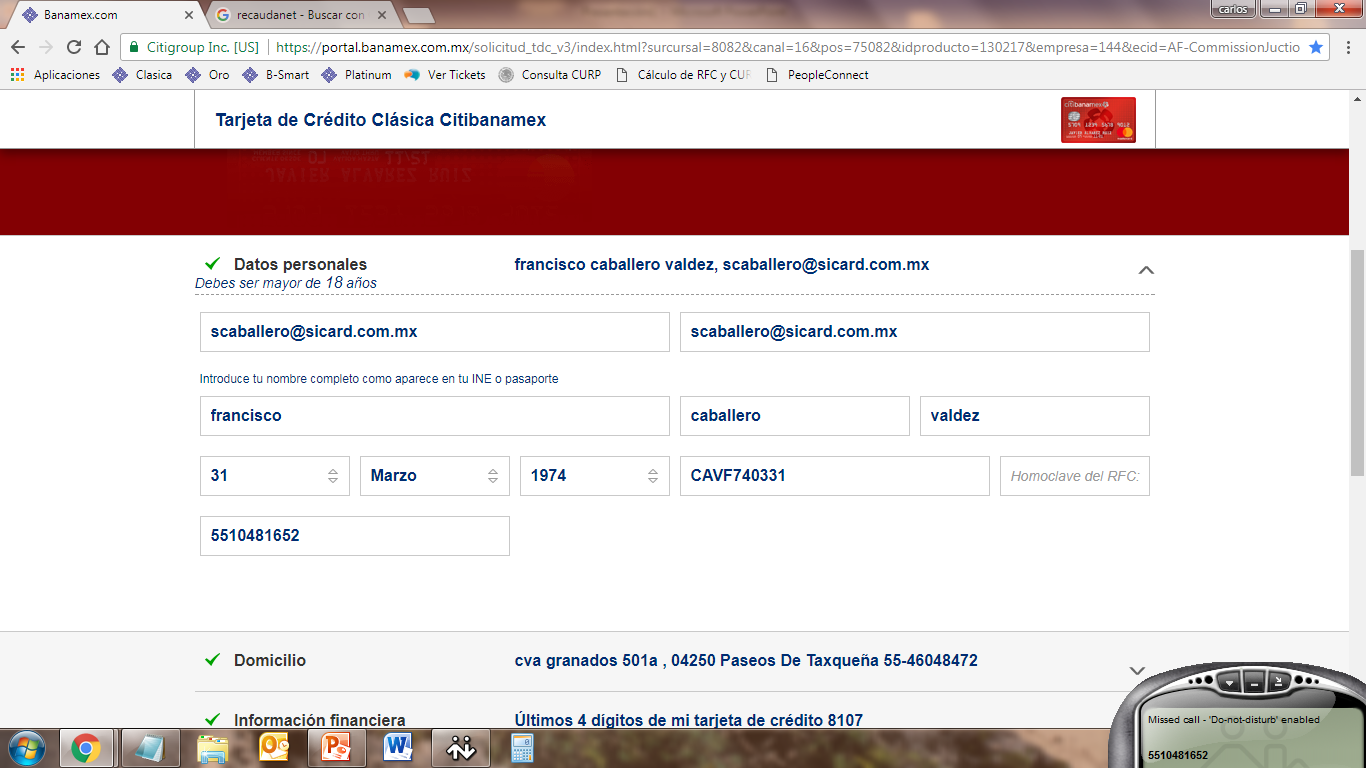 Banamex.com
recaudanet - Buscar con
carlos
Citigroup Inc. [US] https://portal.banamex.com.mx/solicitud_tdc_v3/index.html?sursursal=8082&canal=16&pos=75082&idproducto=130217&empresa=144&ecid=AF-CommissionJuctio
Aplicaciones Clasica Oro B-Smart Platinum Ver Tickets Consulta CURP Cálculo de RFC y CUR PeopleConnect
Tarjeta de Crédito Clásica Citibanamex
citibanamex
JAVIER ALVAREZ RUIZ
Datos personales francisco caballero valdez, scaballero@sicard.com.mx
Debes ser mayor de 18 años
scaballero@sicard.com.mx scaballero@sicard.com.mx
Introduce tu nombre completo como aparece en tu INE o pasaporte
francisco caballero valdez
31 Marzo 1974 CAVF740331 Homoclave del RFC:
5510481652
Domicilio cva granados 501a , 04250 Paseos De Taxqueña 55-46048472
Información financiera Últimos 4 dígitos de mi tarjeta de crédito 8107
Missed call - 'Do-not-disturb' enabled
5510481652